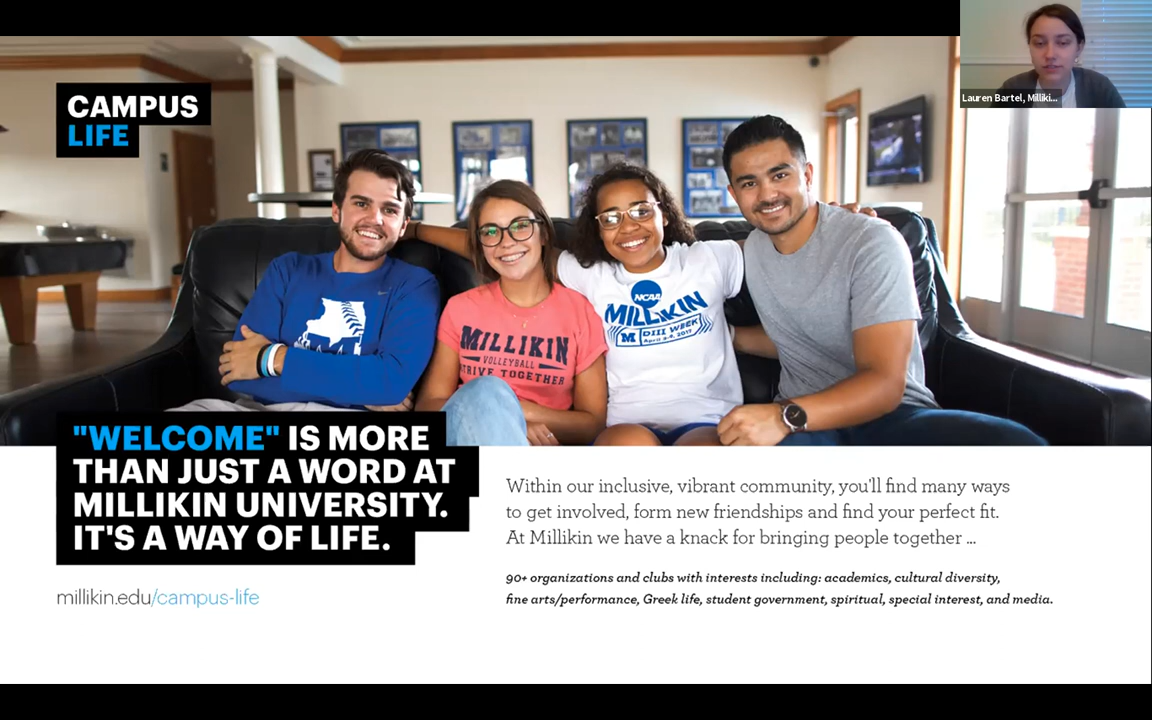 CAMPUS
LIFE
Lauren Bartel, Milliki...
NCAA
MILLIKIN
DIII WEEK
M
April 3-9, 2017
MILLIKIN
VOLLEYBALL
TOGETHER
"WELCOME" IS MORE
THAN JUST A WORD AT
MILLIKIN UNIVERSITY.
IT'S A WAY OF LIFE.
millikin.edu/campus-life
Within our inclusive, vibrant community, you'll find many ways
to get involved, form new friendships and find your perfect fit.
At Millikin we have a knack for bringing people together ...
90+ organizations and clubs with interests including: academics, cultural diversity,
fine arts/performance, Greek life, student government, spiritual, special interest, and media.